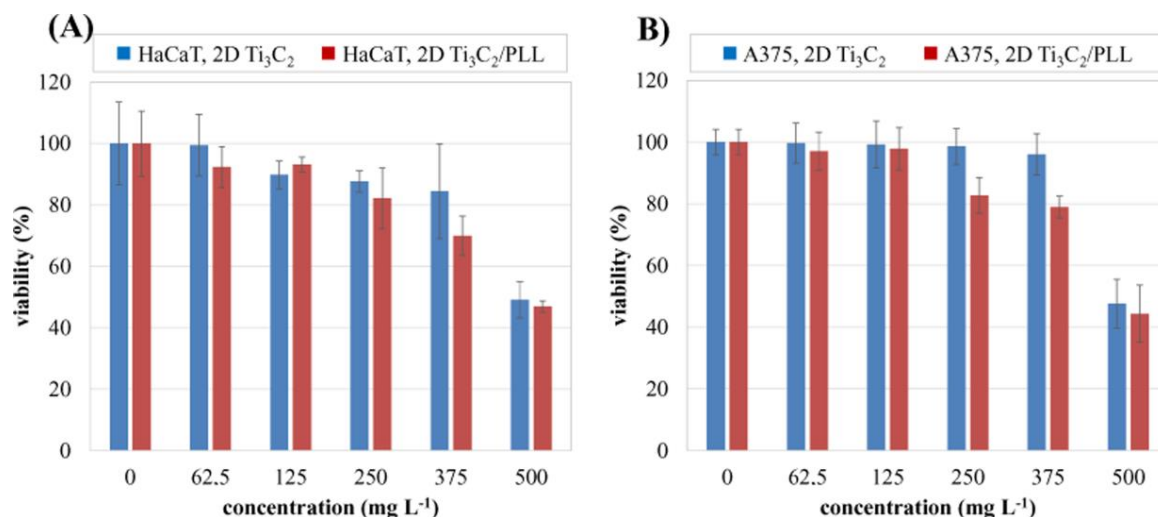 (A)
HaCaT, 2D Ti₃C₂ HaCaT, 2D Ti₃C₂/PLL
120
100
80
60
40
20
0
viability (%)
0 62.5 125 250 375 500
concentration (mg L⁻¹)
B)
A375, 2D Ti₃C₂ A375, 2D Ti₃C₂/PLL
120
100
80
60
40
20
0
viability (%)
0 62.5 125 250 375 500
concentration (mg L⁻¹)